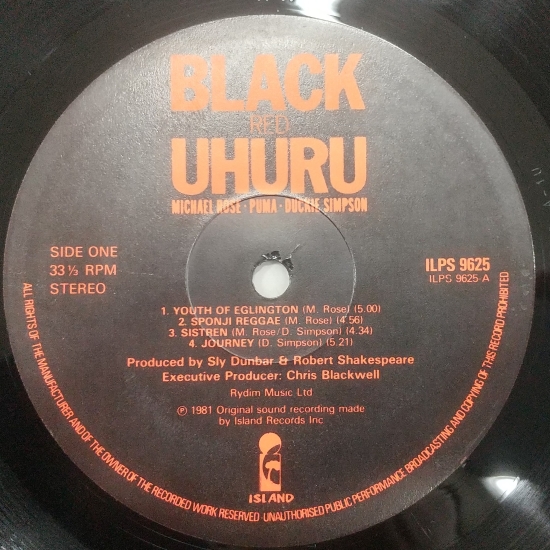 BLACK
RED
UHURU
MICHAEL ROSE · PUMA · DUCKIE SIMPSON
SIDE ONE
33⅓ RPM
STEREO
ILPS 9625
ILPS 9625-A
1. YOUTH OF EGLINGTON (M. Rose) (5.00)
2. SPONJI REGGAE (M. Rose) (4'56)
3. SISTREN (M. Rose/D. Simpson) (4.34)
4. JOURNEY (D. Simpson) (5.21)
Produced by Sly Dunbar & Robert Shakespeare
Executive Producer: Chris Blackwell
Rydim Music Ltd
℗ 1981 Original sound recording made
by Island Records Inc
ISLAND
ALL RIGHTS OF THE MANUFACTURER AND OF THE OWNER OF THE RECORDED WORK RESERVED·UNAUTHORISED PUBLIC PERFORMANCE BROADCASTING AND COPYING OF THIS RECORD PROHIBITED